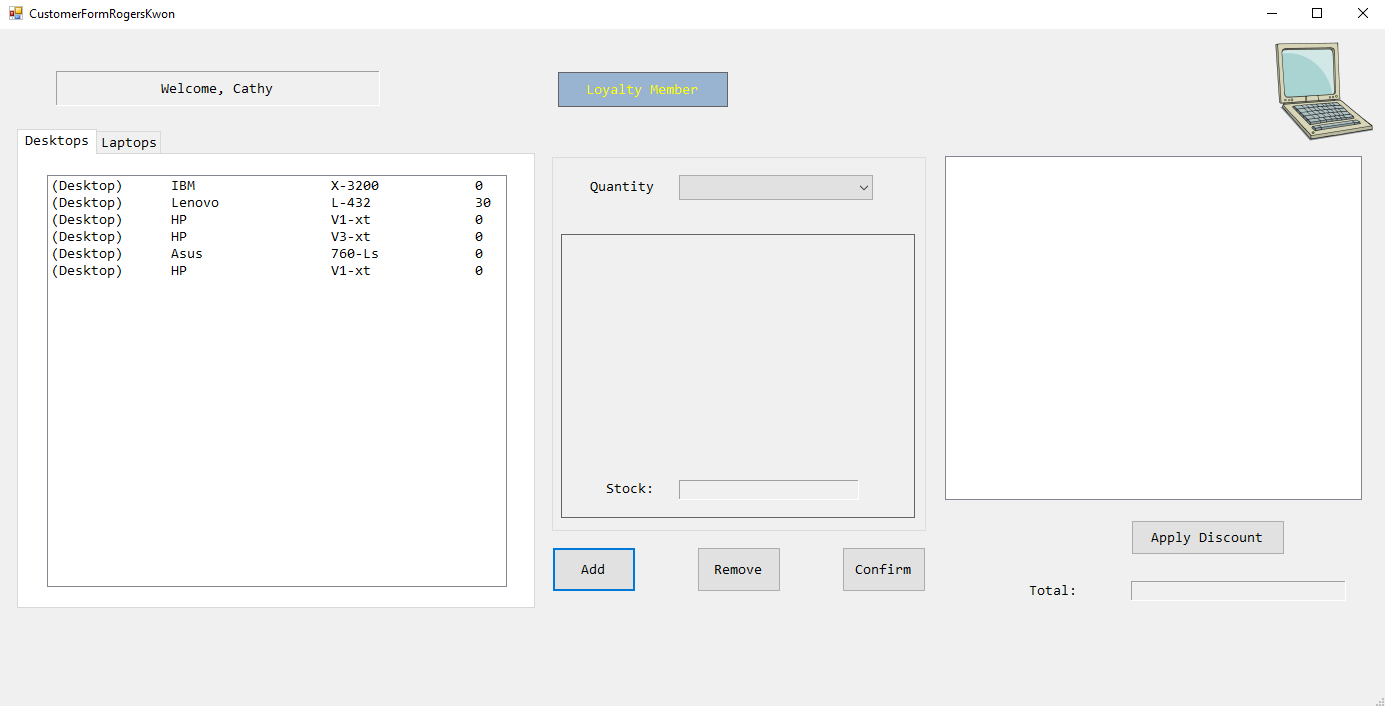 CustomerFormRogersKwon
Welcome, Cathy
Loyalty Member
Desktops Laptops
(Desktop) IBM X-3200 0
(Desktop) Lenovo L-432 30
(Desktop) HP V1-xt 0
(Desktop) HP V3-xt 0
(Desktop) Asus 760-Ls 0
(Desktop) HP V1-xt 0
Quantity
Stock:
Add Remove Confirm
Apply Discount
Total: